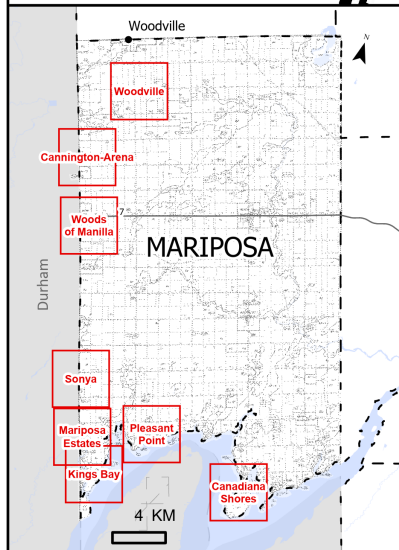 Woodville
N
Woodville
Cannington-Arena
Woods
of Manilla
7
MARIPOSA
Durham
Sonya
Mariposa
Estates
Pleasant
Point
Kings Bay
Canadiana
Shores
4 KM